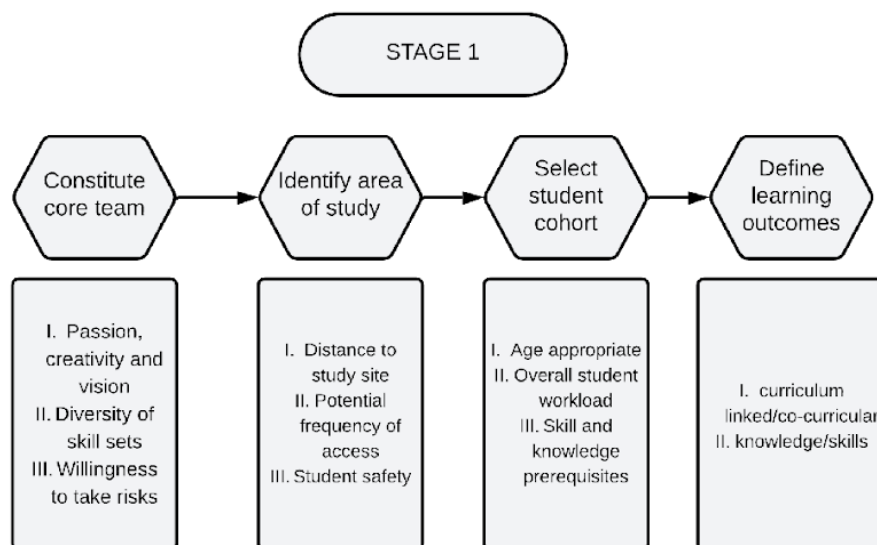 STAGE 1
Constitute
core team
Identify area
of study
Select
student
cohort
Define
learning
outcomes
I. Passion,
creativity and
vision
II. Diversity of
skill sets
III. Willingness
to take risks
I. Distance to
study site
II. Potential
frequency of
access
III. Student safety
I. Age appropriate
II. Overall student
workload
III. Skill and
knowledge
prerequisites
I. curriculum
linked/co-curricular
II. knowledge/skills